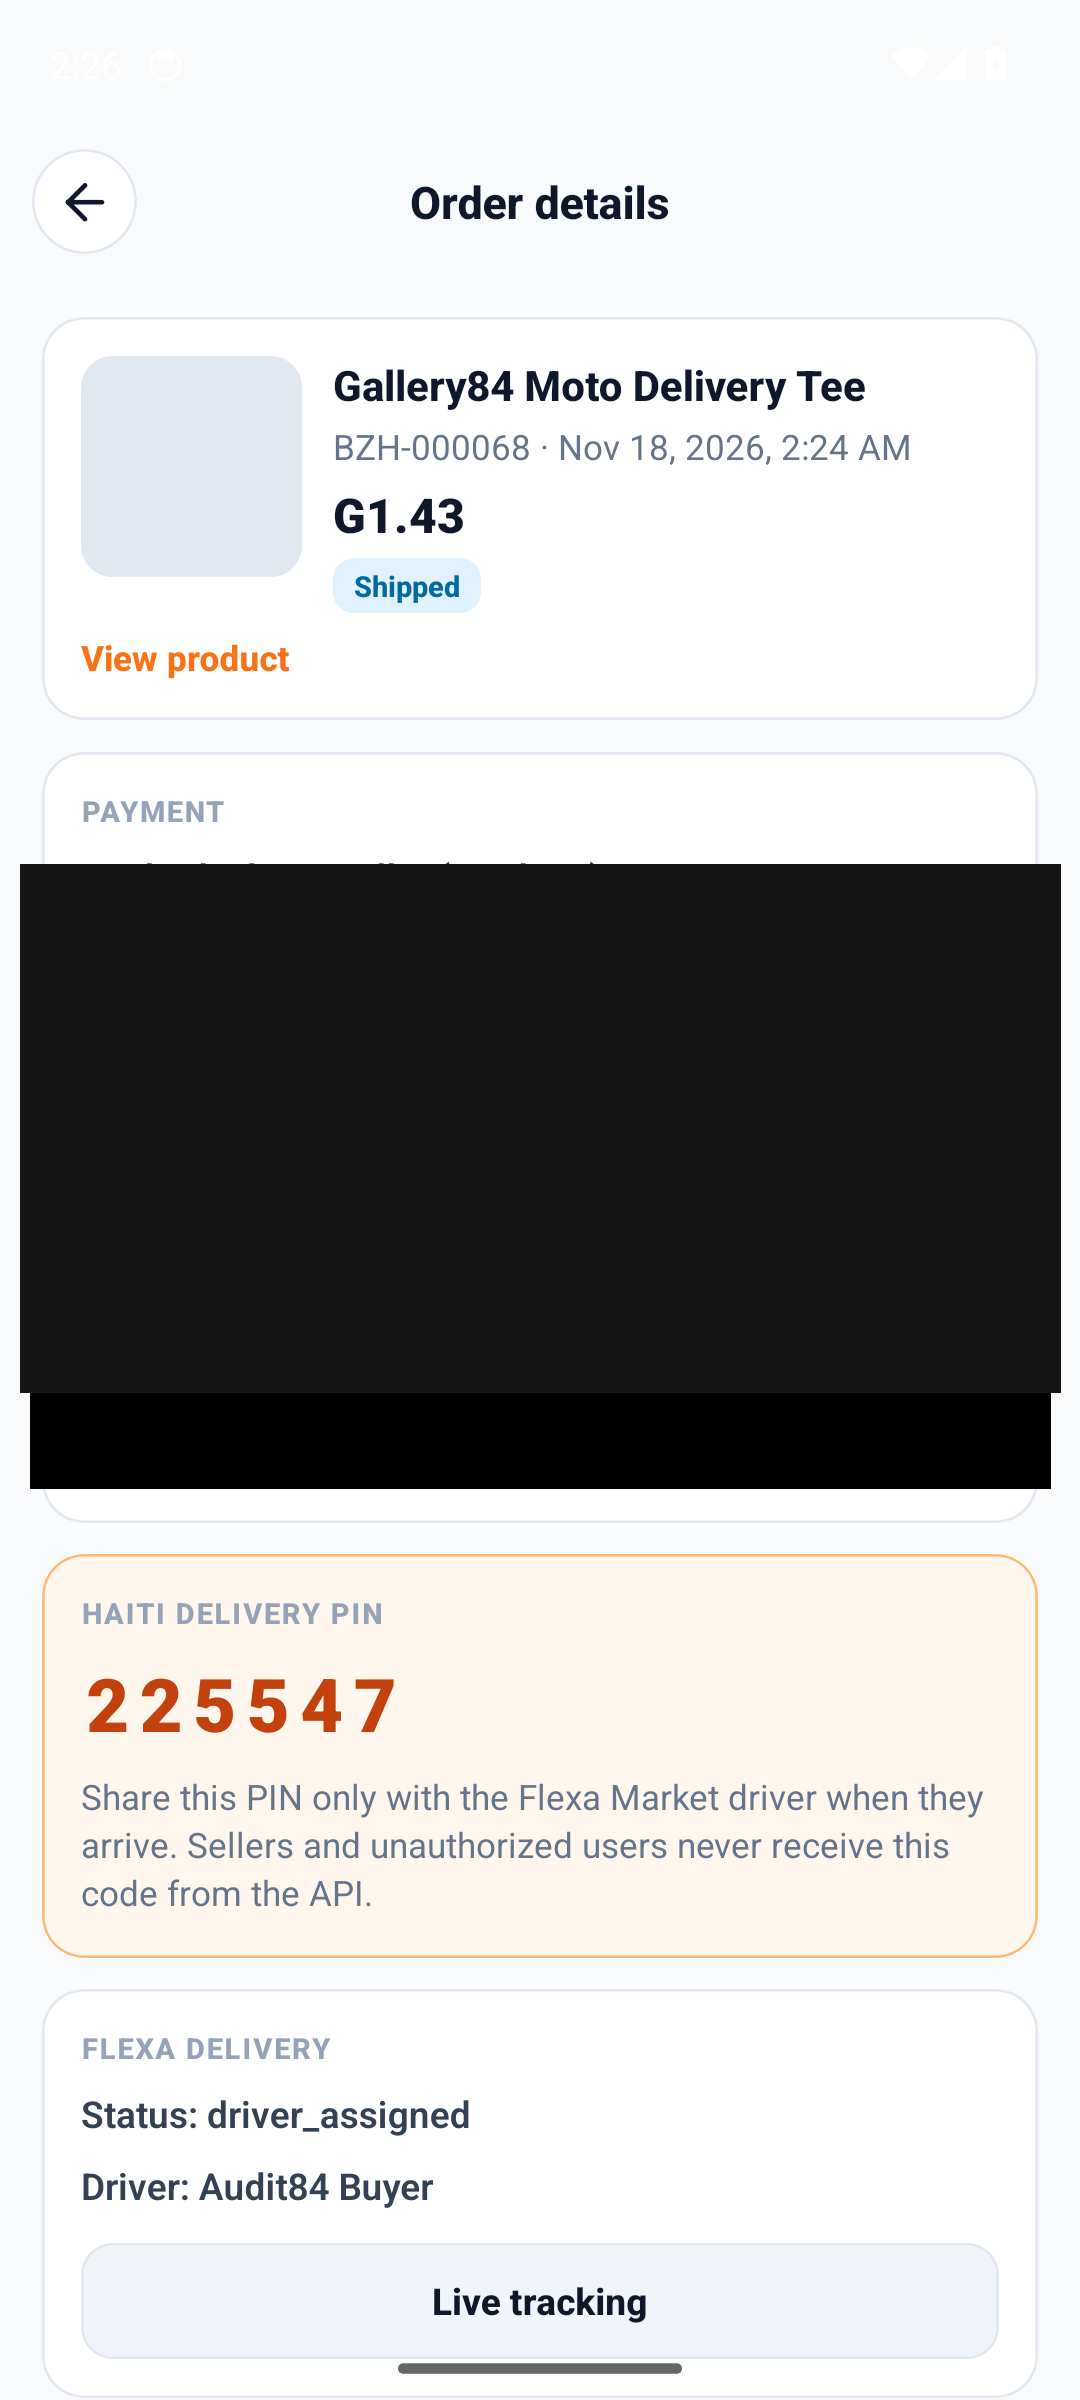 2:26
Order details
Gallery84 Moto Delivery Tee
BZH-000068 · Nov 18, 2026, 2:24 AM
G1.43
Shipped
View product
PAYMENT
HAITI DELIVERY PIN
225547
Share this PIN only with the Flexa Market driver when they
arrive. Sellers and unauthorized users never receive this
code from the API.
FLEXA DELIVERY
Status: driver_assigned
Driver: Audit84 Buyer
Live tracking